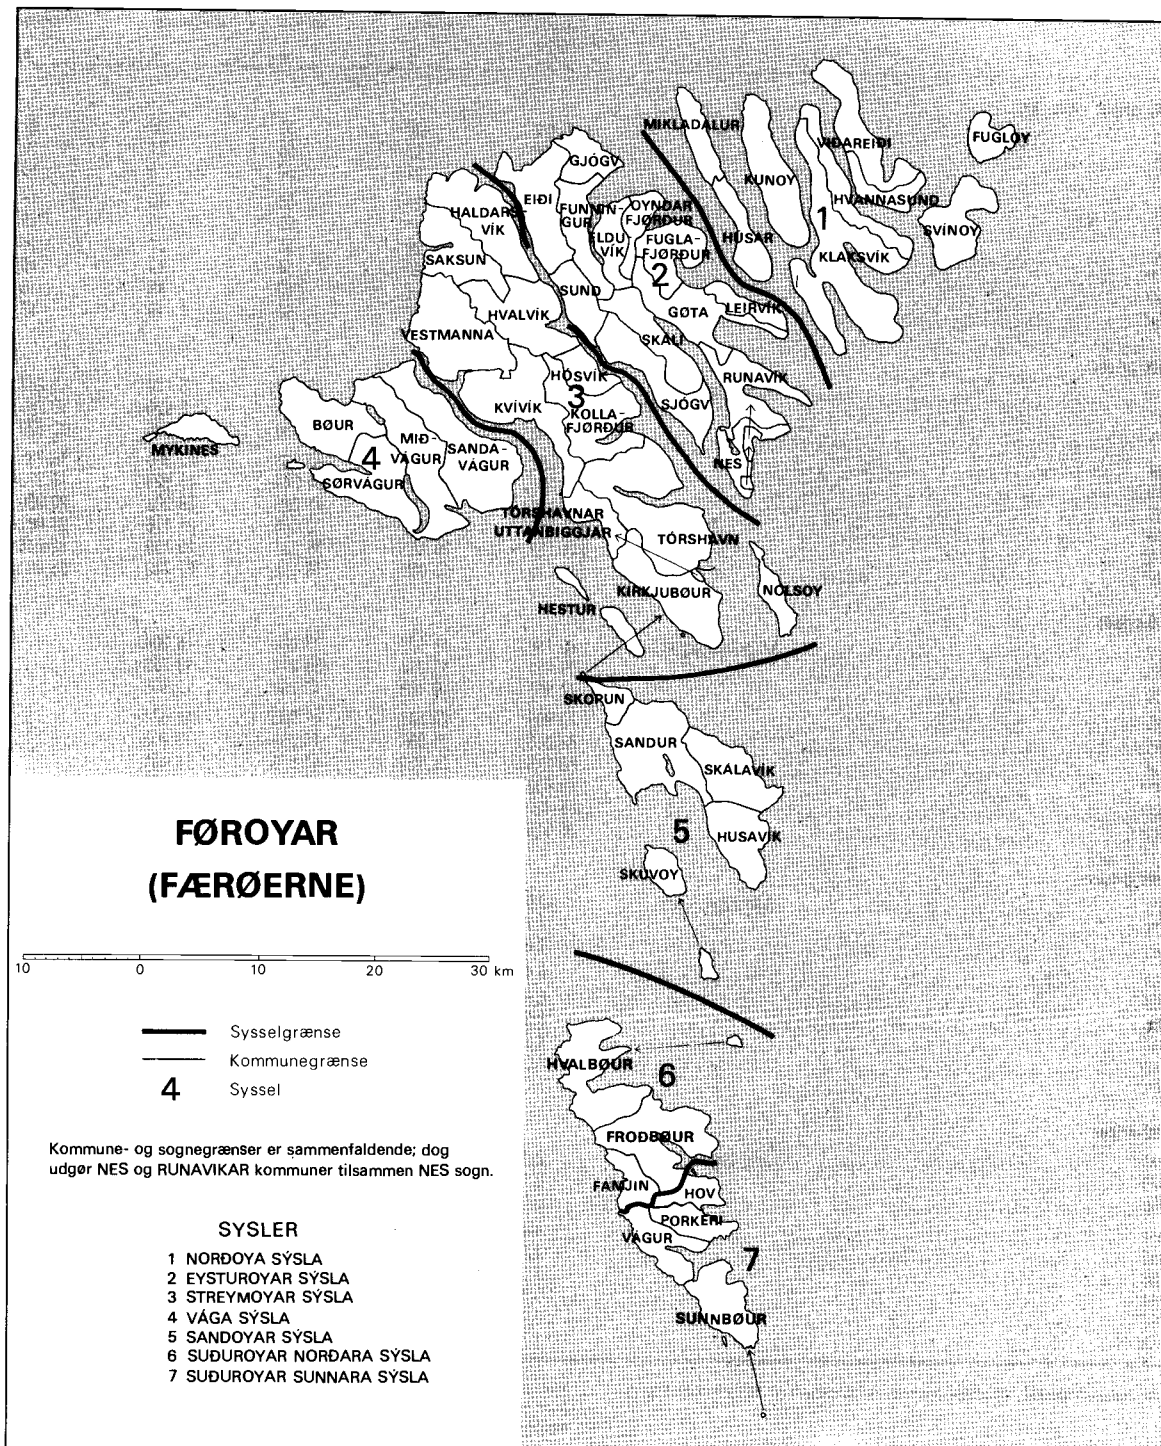 MIKLADALUR
KUNOY
VIÐAREIÐI
FUGLOY
HVANNASUND
SVÍNOY
HUSAR
1
KLAKSVÍK
GJÓGV
EIÐI
FUNNIN-
GUR
OYNDAR
FJØRÐUR
ELDU
VÍK
FUGLA-
FJØRÐUR
2
HALDARS
VÍK
SAKSUN
SUND
LEIRVÍK
GØTA
HVALVÍK
VESTMANNA
SKÁLI
RUNAVÍK
HÓSVÍK
3
KVÍVÍK
KOLLA-
FJØRÐUR
SJÓGV
NES
MYKINES
BØUR
4
MIÐ-
VÁGUR
SANDA-
VÁGUR
SØRVÁGUR
TÓRSHAVNAR
UTTANBIGGJAR
TÓRSHAVN
KIRKJUBØUR
HESTUR
NOLSOY
SKOPUN
SANDUR
SKÁLAVÍK
5
HUSAVÍK
SKÚVOY
FØROYAR
(FÆRØERNE)
10 0 10 20 30 km
Sysselgrænse
Kommunegrænse
4 Syssel
Kommune- og sognegrænser er sammenfaldende; dog
udgør NES og RUNAVIKAR kommuner tilsammen NES sogn.
SYSLER
1 NORÐOYA SÝSLA
2 EYSTUROYAR SÝSLA
3 STREYMOYAR SÝSLA
4 VÁGA SÝSLA
5 SANDOYAR SÝSLA
6 SUÐUROYAR NORÐARA SÝSLA
7 SUÐUROYAR SUNNARA SÝSLA
HVALBØUR
6
FROÐBØUR
FAMJIN
HOV
PORKERI
VÁGUR
7
SUNNBØUR